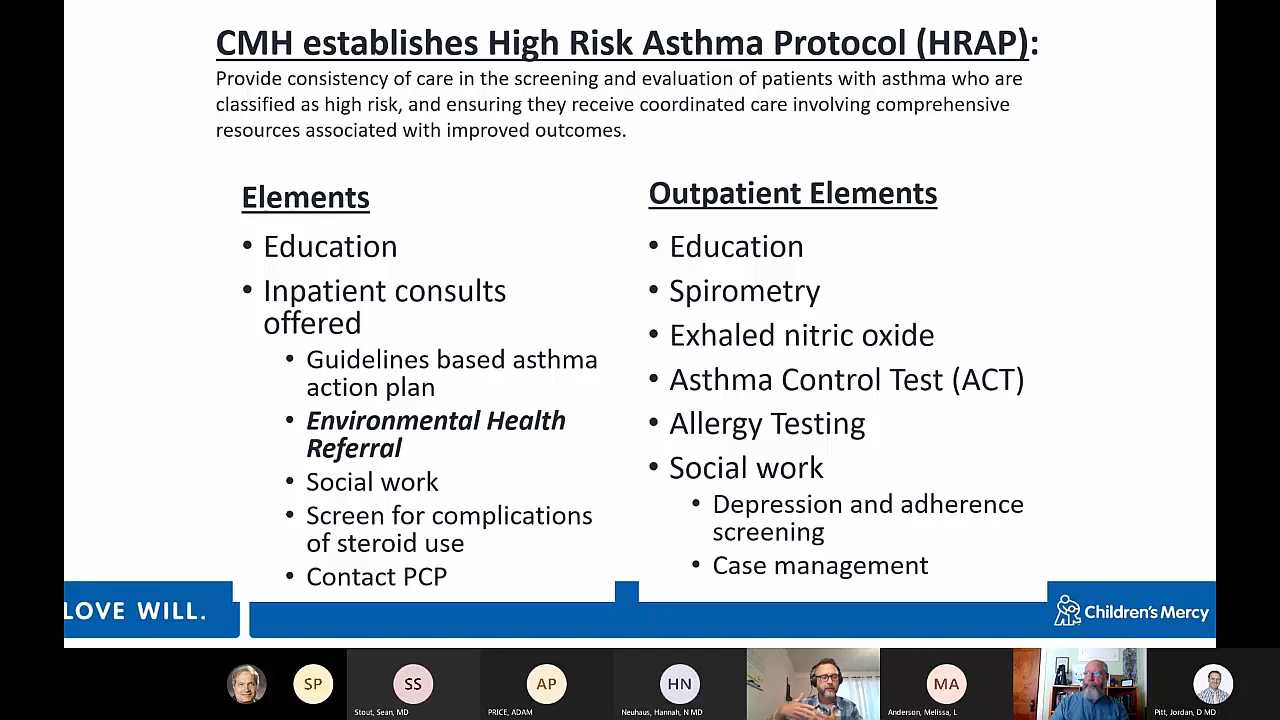 CMH establishes High Risk Asthma Protocol (HRAP):
Provide consistency of care in the screening and evaluation of patients with asthma who are
classified as high risk, and ensuring they receive coordinated care involving comprehensive
resources associated with improved outcomes.
Elements
• Education
• Inpatient consults
offered
• Guidelines based asthma
action plan
• Environmental Health
Referral
• Social work
• Screen for complications
of steroid use
• Contact PCP
Outpatient Elements
• Education
• Spirometry
• Exhaled nitric oxide
• Asthma Control Test (ACT)
• Allergy Testing
• Social work
• Depression and adherence
screening
• Case management
LOVE WILL.
Children's Mercy
SP
SS
Stout, Sean, MD
AP
PRICE, ADAM
HN
Neuhaus, Hannah, N MD
MA
Anderson, Melissa, L
Pitt, Jordan, D MD